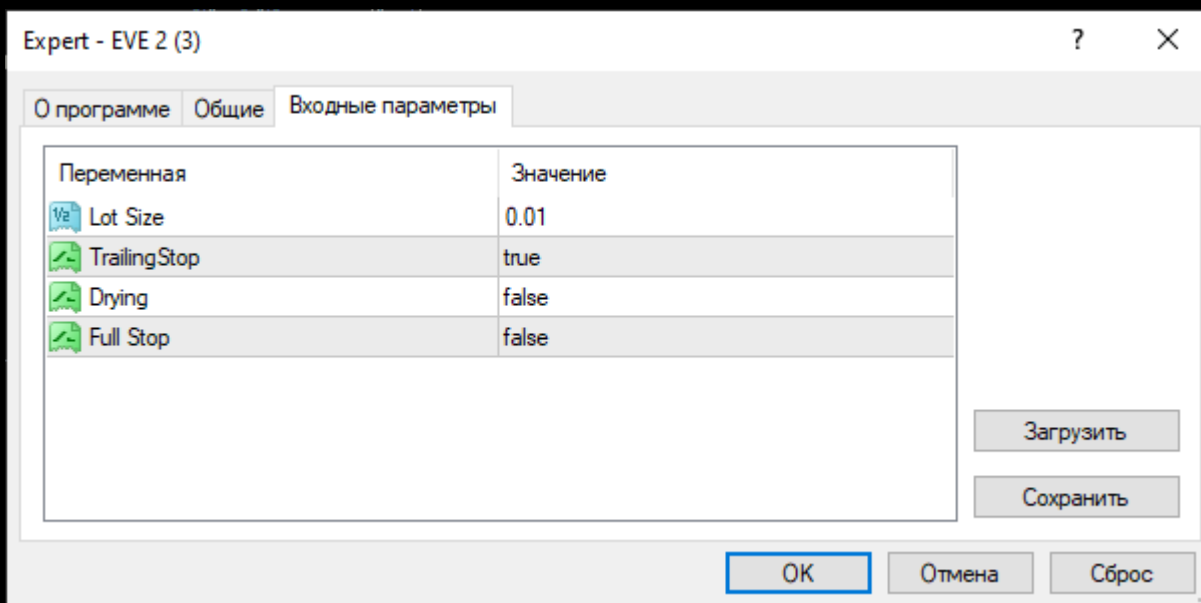 Expert - EVE 2 (3)
?
О программе Общие Входные параметры
Переменная Значение
Lot Size 0.01
TrailingStop true
Drying false
Full Stop false
Загрузить
Сохранить
OK Отмена Сброс